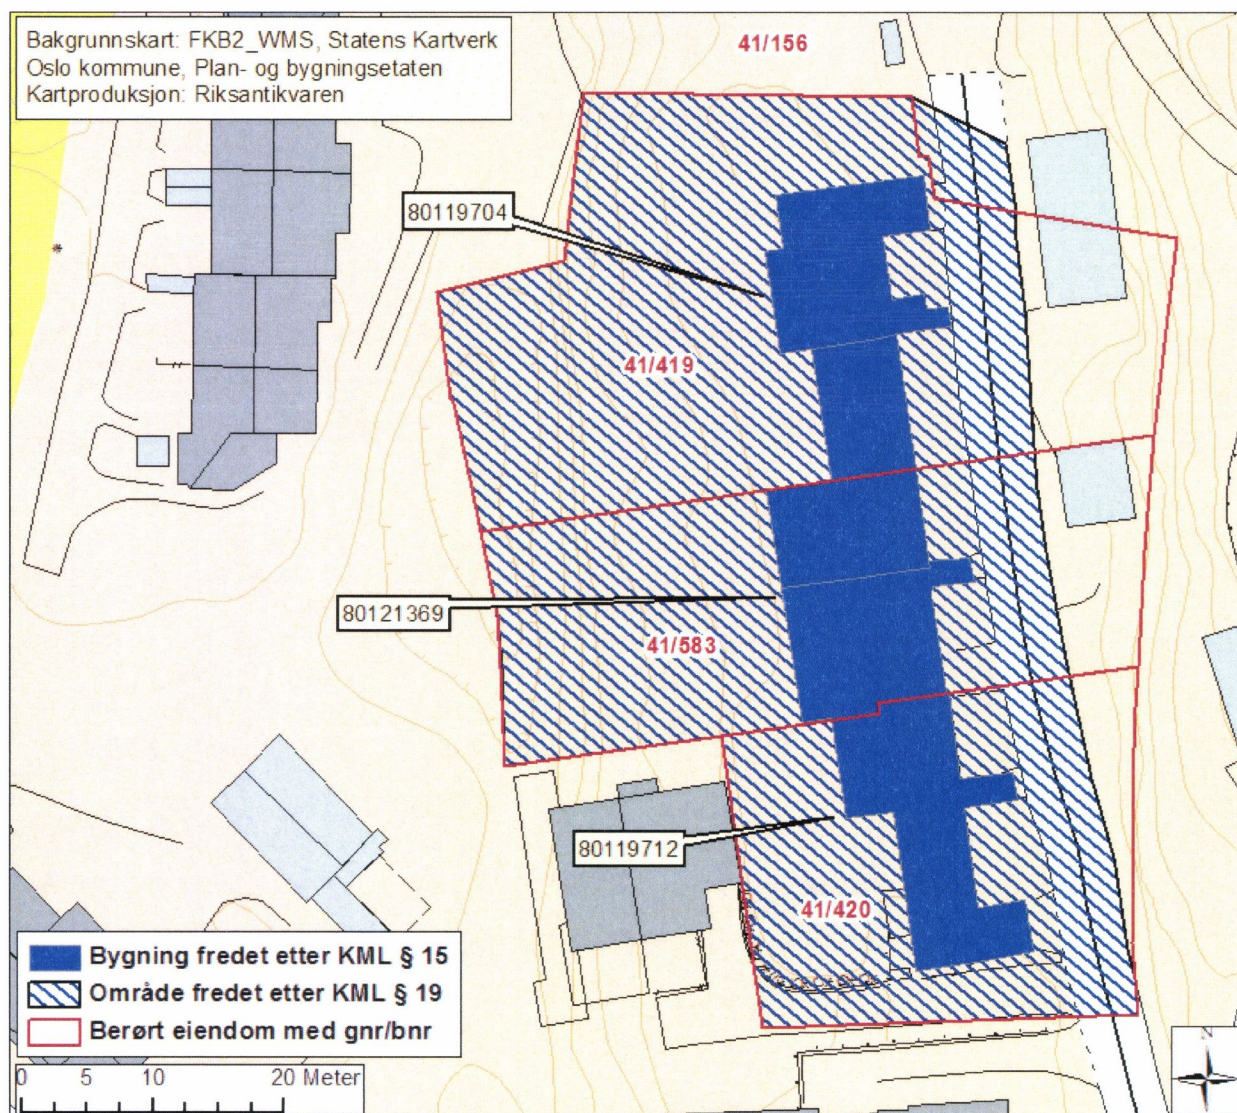 Bakgrunnskart: FKB2_WMS, Statens Kartverk
Oslo kommune, Plan- og bygningsetaten
Kartproduksjon: Riksantikvaren
41/156
80119704
41/419
80121369
41/583
80119712
41/420
Bygning fredet etter KML § 15
Område fredet etter KML § 19
Berørt eiendom med gnr/bnr
0 5 10 20 Meter
N